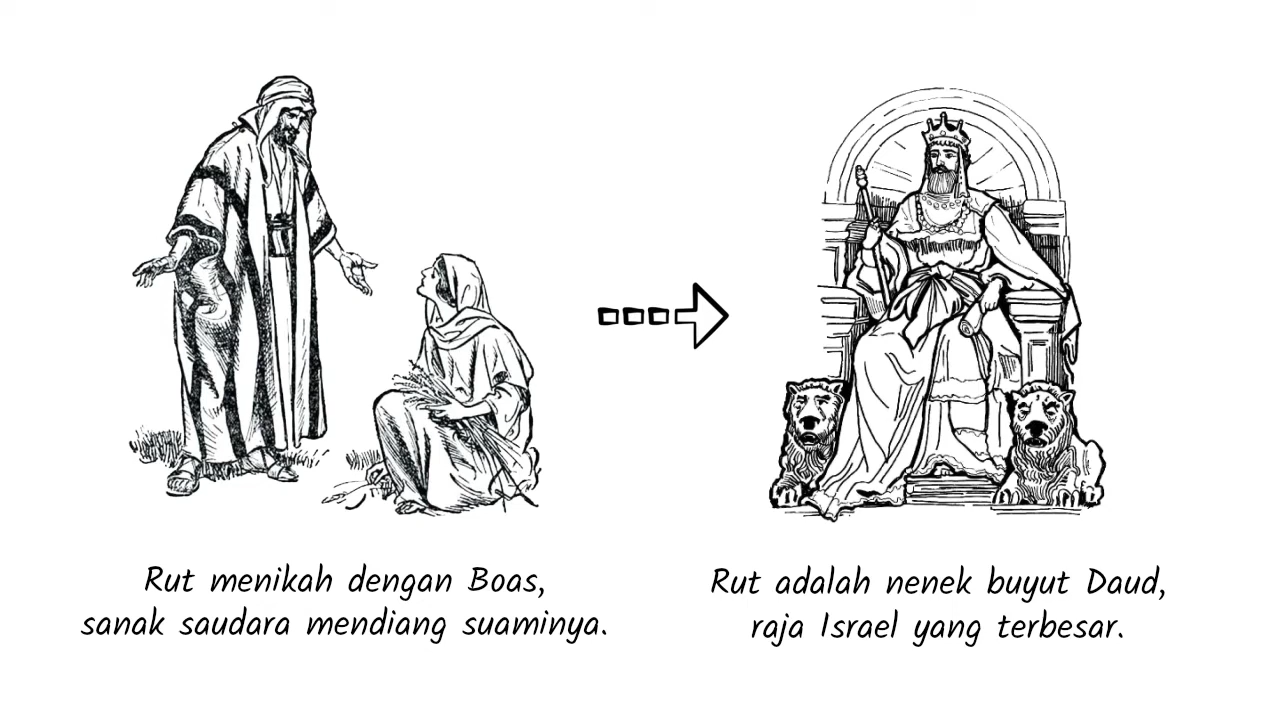 Rut menikah dengan Boas,
sanak saudara mendiang suaminya.
Rut adalah nenek buyut Daud,
raja Israel yang terbesar.